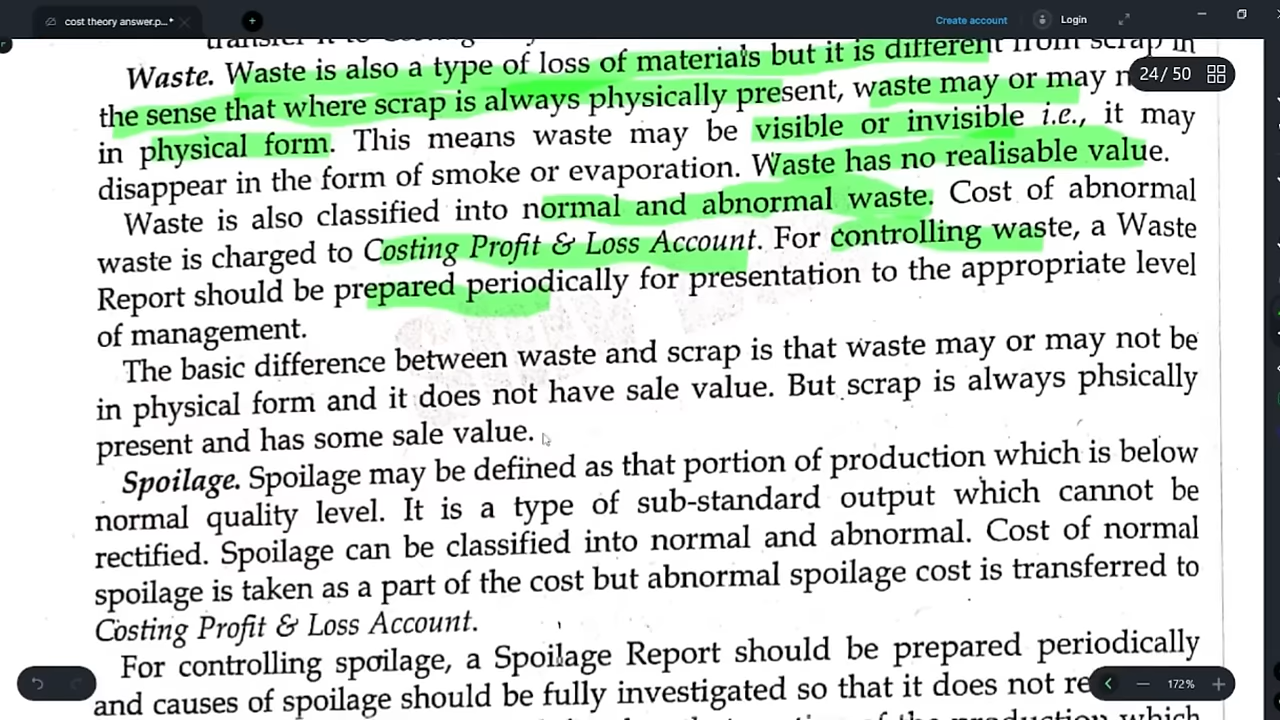 cost theory answer.p...*
Create account
Login
Waste. Waste is also a type of loss of materials but it is different from scrap in
24/50
the sense that where scrap is always physically present, waste may or may
in physical form. This means waste may be visible or invisible i.e., it may
disappear in the form of smoke or evaporation. Waste has no realisable value.
Waste is also classified into normal and abnormal waste. Cost of abnormal
waste is charged to Costing Profit & Loss Account. For controlling waste, a Waste
Report should be prepared periodically for presentation to the appropriate level
of management.
The basic difference between waste and scrap is that waste may or may not be
in physical form and it does not have sale value. But scrap is always phsically
present and has some sale value.
Spoilage. Spoilage may be defined as that portion of production which is below
normal quality level. It is a type of sub-standard output which cannot be
rectified. Spoilage can be classified into normal and abnormal. Cost of normal
spoilage is taken as a part of the cost but abnormal spoilage cost is transferred to
Costing Profit & Loss Account.
For controlling spoilage, a Spoilage Report should be prepared periodically
and causes of spoilage should be fully investigated so that it does not
172%